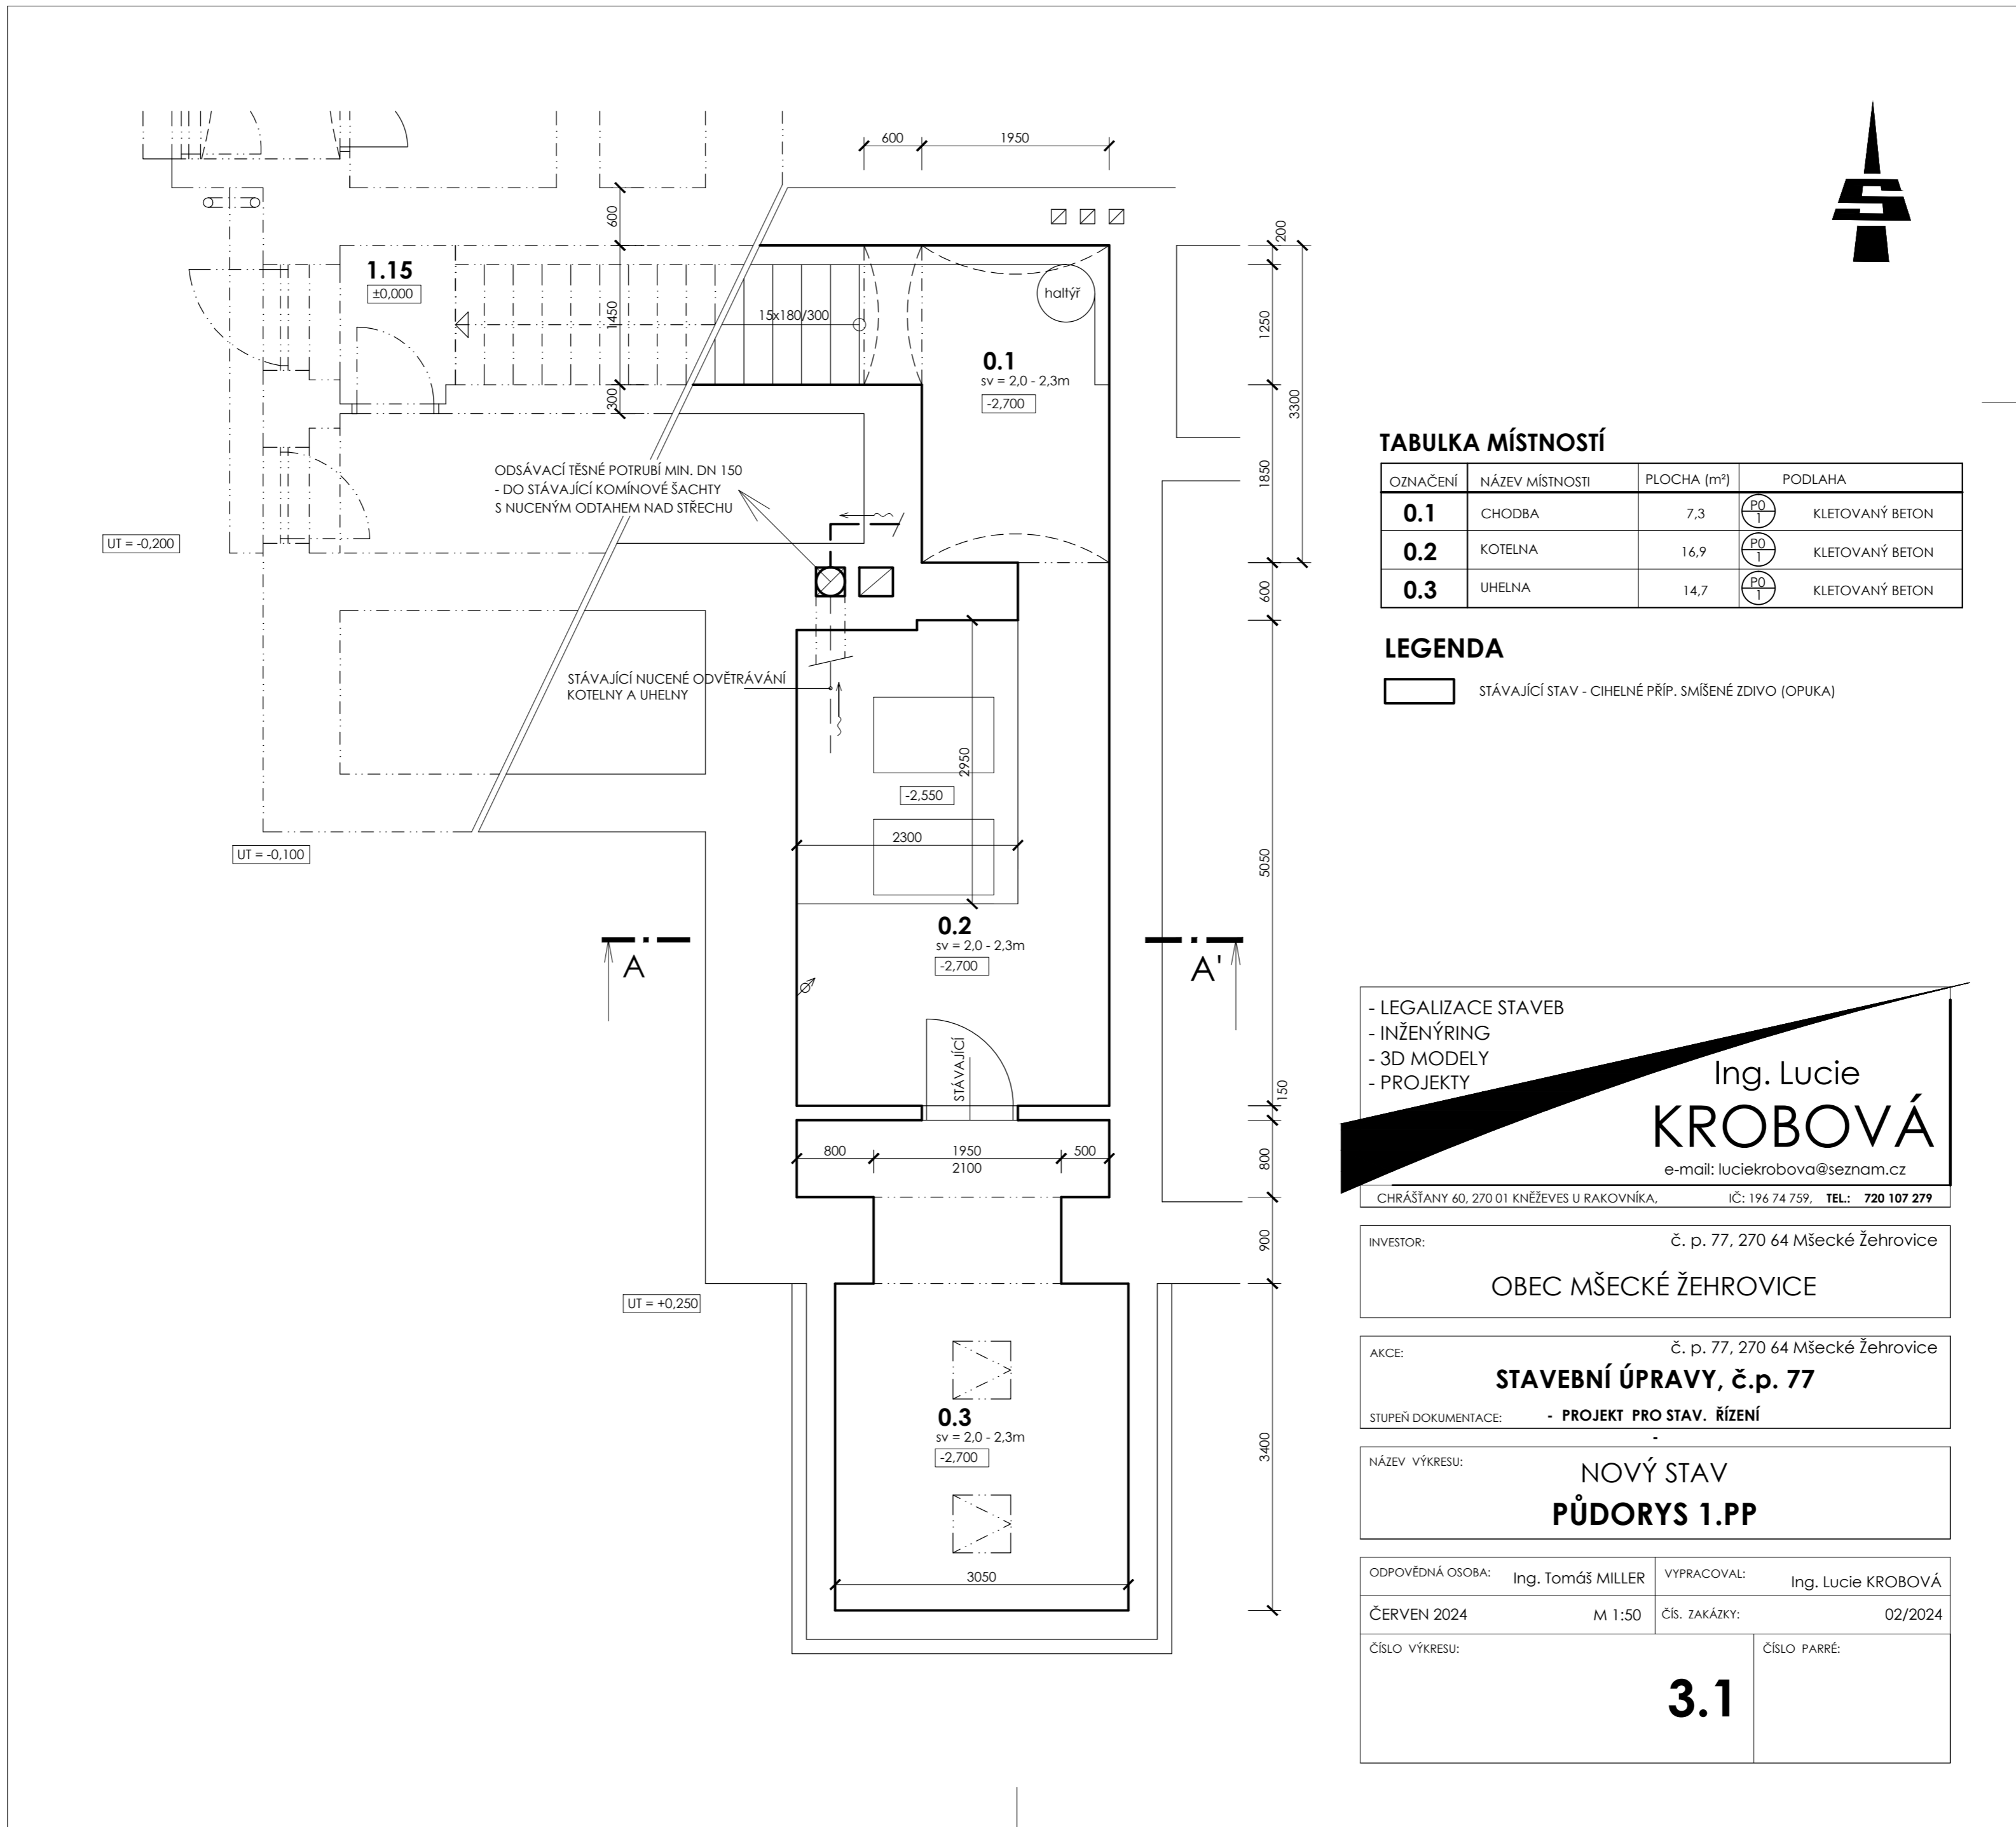 600
1950
600
200
1.15
±0,000
haltýř
15x180/300
1450
1250
0.1
sv = 2,0 - 2,3m
-2,700
300
3300
ODSÁVACÍ TĚSNÉ POTRUBÍ MIN. DN 150
- DO STÁVAJÍCÍ KOMÍNOVÉ ŠACHTY
S NUCENÝM ODTAHEM NAD STŘECHU
1850
UT = -0,200
600
STÁVAJÍCÍ NUCENÉ ODVĚTRÁVÁNÍ
KOTELNY A UHELNY
2950
-2,550
2300
UT = -0,100
5050
0.2
sv = 2,0 - 2,3m
-2,700
A
A'
STÁVAJÍCÍ
150
800
1950
500
2100
800
900
UT = +0,250
0.3
sv = 2,0 - 2,3m
-2,700
3400
3050
S
TABULKA MÍSTNOSTÍ
OZNAČENÍ NÁZEV MÍSTNOSTI PLOCHA (m²) PODLAHA
0.1 CHODBA 7,3 P0 1 KLETOVANÝ BETON
0.2 KOTELNA 16,9 P0 1 KLETOVANÝ BETON
0.3 UHELNA 14,7 P0 1 KLETOVANÝ BETON
LEGENDA
STÁVAJÍCÍ STAV - CIHELNÉ PŘÍP. SMÍŠENÉ ZDIVO (OPUKA)
- LEGALIZACE STAVEB
- INŽENÝRING
- 3D MODELY
- PROJEKTY
Ing. Lucie
KROBOVÁ
e-mail: luciekrobova@seznam.cz
CHRÁŠŤANY 60, 270 01 KNĚŽEVES U RAKOVNÍKA, IČ: 196 74 759, TEL.: 720 107 279
INVESTOR: č. p. 77, 270 64 Mšecké Žehrovice
OBEC MŠECKÉ ŽEHROVICE
AKCE: č. p. 77, 270 64 Mšecké Žehrovice
STAVEBNÍ ÚPRAVY, č.p. 77
STUPEŇ DOKUMENTACE: - PROJEKT PRO STAV. ŘÍZENÍ
-
NÁZEV VÝKRESU: NOVÝ STAV
PŮDORYS 1.PP
ODPOVĚDNÁ OSOBA: Ing. Tomáš MILLER VYPRACOVAL: Ing. Lucie KROBOVÁ
ČERVEN 2024 M 1:50 ČÍS. ZAKÁZKY: 02/2024
ČÍSLO VÝKRESU: ČÍSLO PARRÉ:
3.1